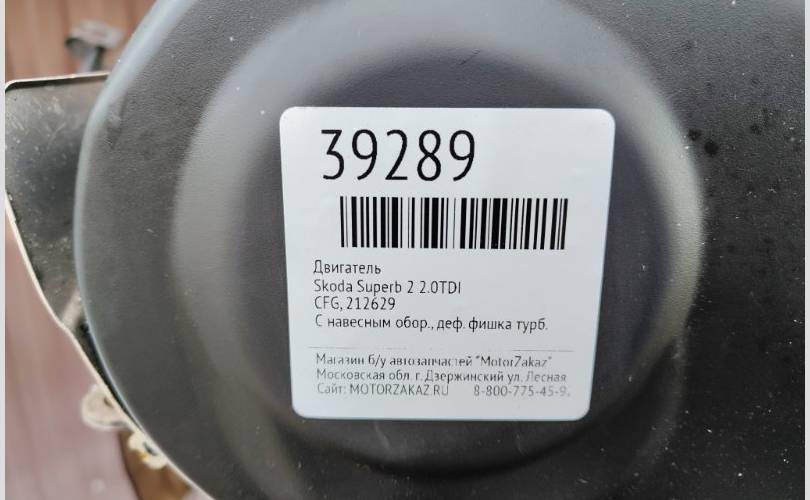 39289
Двигатель
Skoda Superb 2 2.0TDI
CFG, 212629
С навесным обор., деф. фишка турб.
Магазин б/у автозапчастей "MotorZakaz"
Московская обл. г. Дзержинский ул. Лесная
Сайт: MOTORZAKAZ.RU 8-800-775-45-9